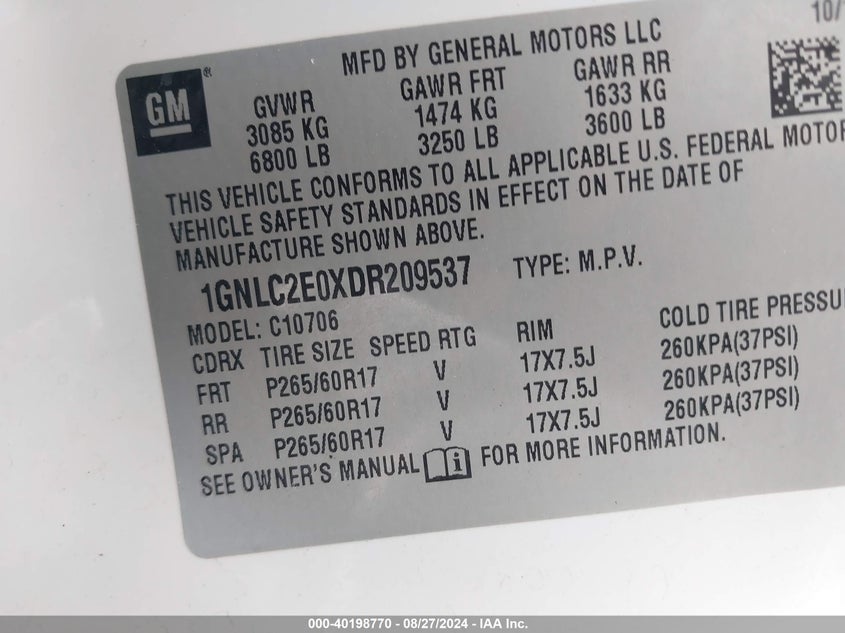 10/
MFD BY GENERAL MOTORS LLC
GM®
GVWR GAWR FRT GAWR RR
3085 KG 1474 KG 1633 KG
6800 LB 3250 LB 3600 LB
THIS VEHICLE CONFORMS TO ALL APPLICABLE U.S. FEDERAL MOTOR
VEHICLE SAFETY STANDARDS IN EFFECT ON THE DATE OF
MANUFACTURE SHOWN ABOVE.
1GNLC2E0XDR209537 TYPE: M.P.V.
MODEL: C10706
CDRX TIRE SIZE SPEED RTG RIM COLD TIRE PRESSU
FRT P265/60R17 V 17X7.5J 260KPA(37PSI)
RR P265/60R17 V 17X7.5J 260KPA(37PSI)
SPA P265/60R17 V 17X7.5J 260KPA(37PSI)
SEE OWNER'S MANUAL i FOR MORE INFORMATION.
000-40198770 - 08/27/2024 - IAAI.com